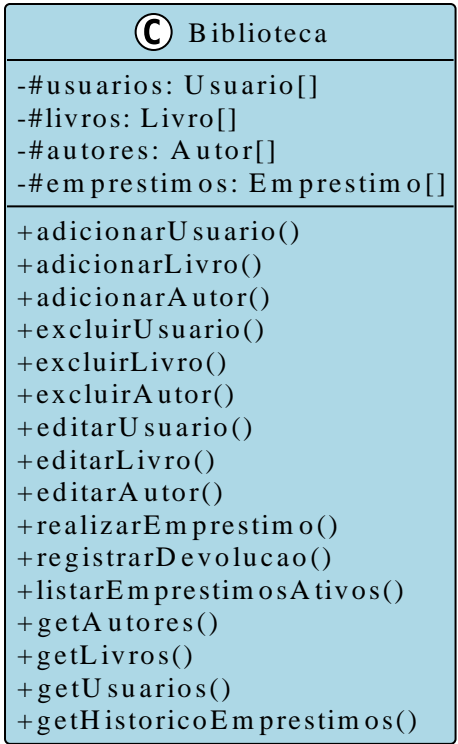 C Biblioteca
-#usuarios: Usuario[]
-#livros: Livro[]
-#autores: Autor[]
-#emprestimos: Emprestimo[]
+adicionarUsuario()
+adicionarLivro()
+adicionarAutor()
+excluirUsuario()
+excluirLivro()
+excluirAutor()
+editarUsuario()
+editarLivro()
+editarAutor()
+realizarEmprestimo()
+registrarDevolucao()
+listarEmprestimosAtivos()
+getAutores()
+getLivros()
+getUsuarios()
+getHistoricoEmprestimos()